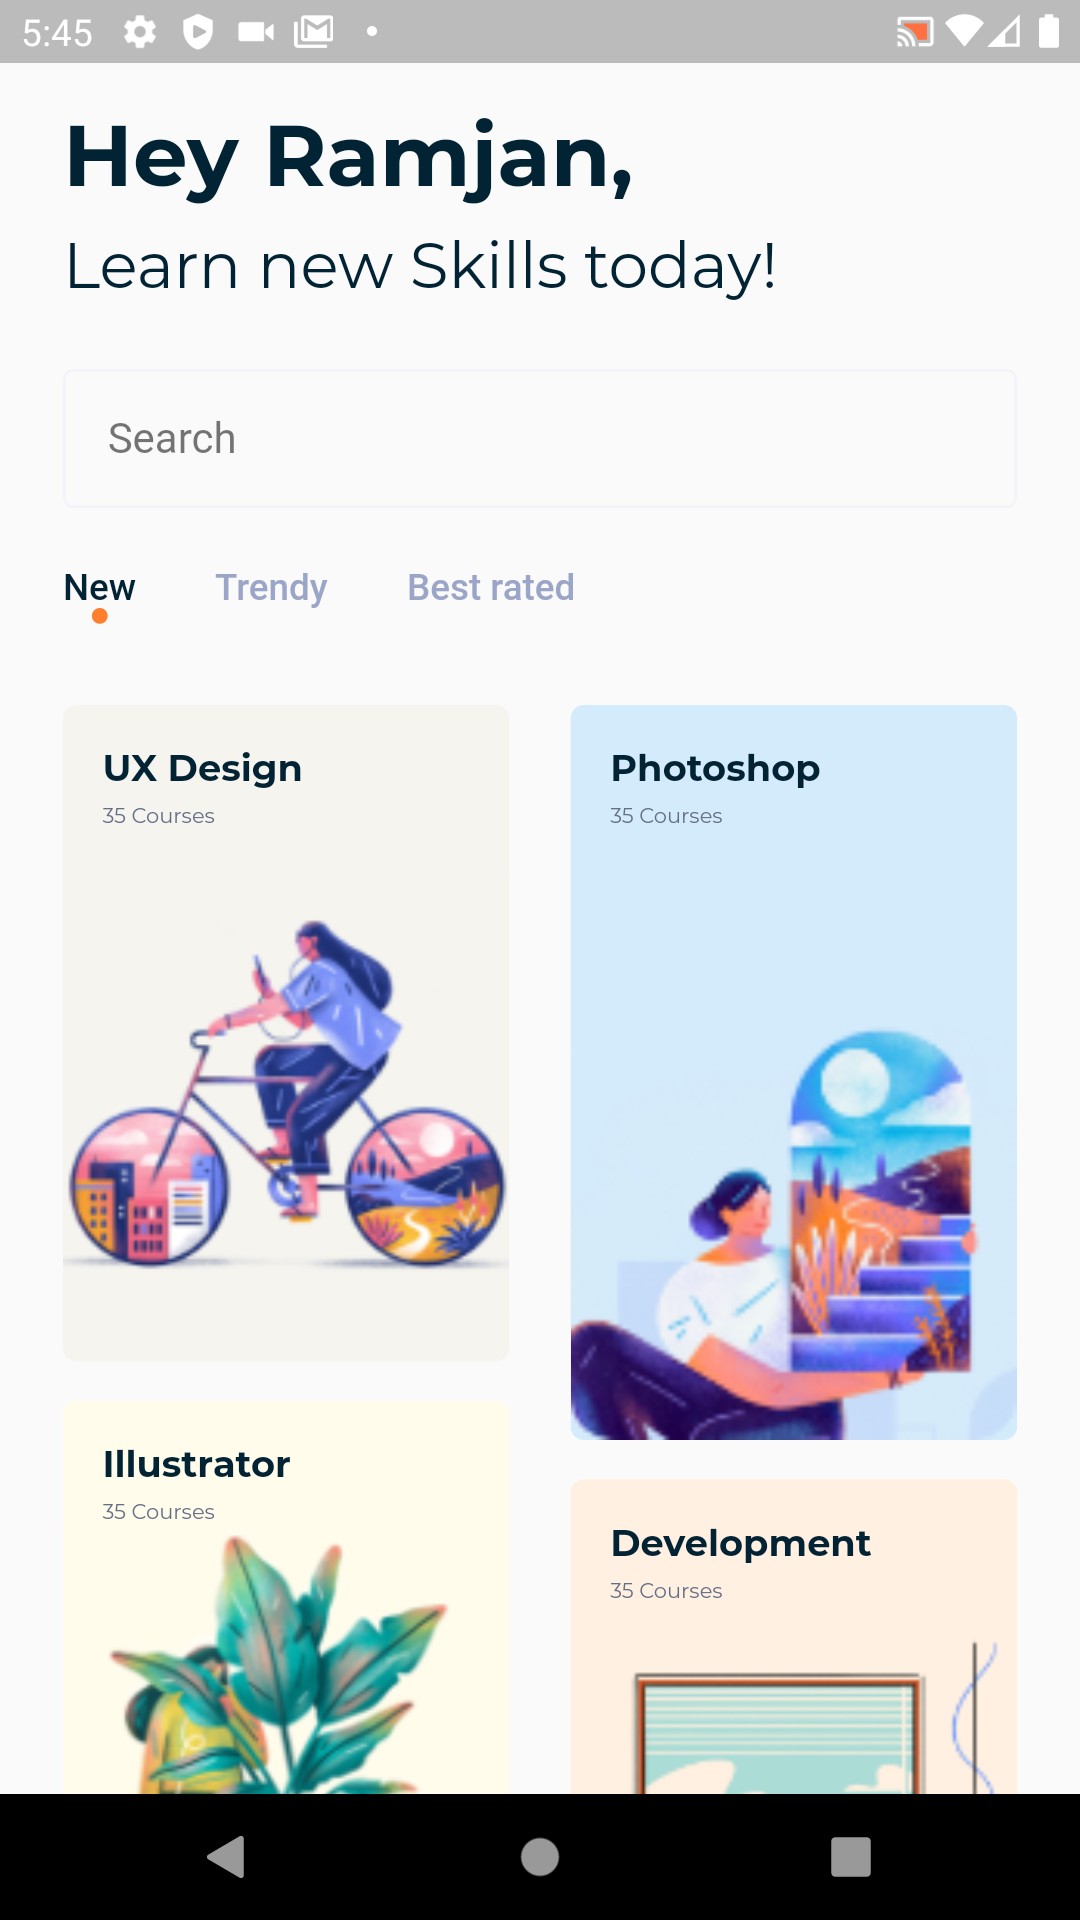 5:45
Hey Ramjan,
Learn new Skills today!
Search
New Trendy Best rated
UX Design
35 Courses
Photoshop
35 Courses
Illustrator
35 Courses
Development
35 Courses